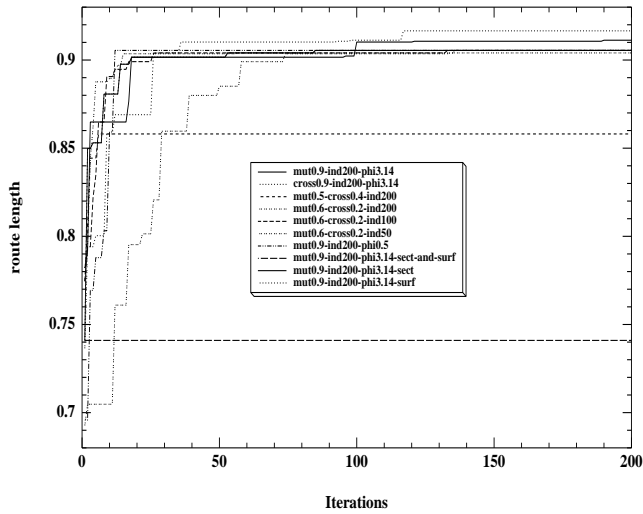 0.9
0.85
0.8
0.75
0.7
route length
mut0.9-ind200-phi3.14
cross0.9-ind200-phi3.14
mut0.5-cross0.4-ind200
mut0.6-cross0.2-ind200
mut0.6-cross0.2-ind100
mut0.6-cross0.2-ind50
mut0.9-ind200-phi0.5
mut0.9-ind200-phi3.14-sect-and-surf
mut0.9-ind200-phi3.14-sect
mut0.9-ind200-phi3.14-surf
0 50 100 150 200
Iterations